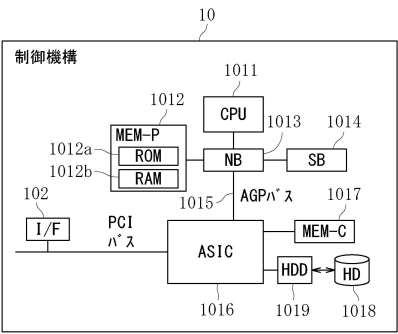 10
制御機構
1011
1012
CPU
1013
1014
MEM-P
1012a
ROM
NB
SB
1012b
RAM
1015
AGPバス
1017
102
PCI
バス
I/F
ASIC
MEM-C
HDD
HD
1016
1019
1018